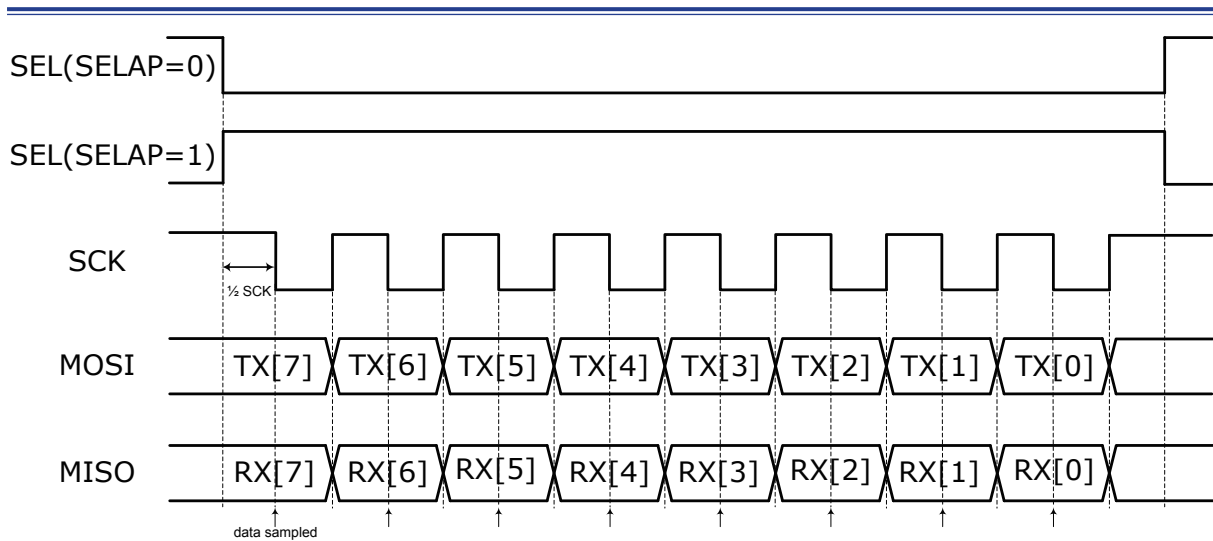 SEL(SELAP=0)
SEL(SELAP=1)
SCK
½ SCK
MOSI
TX[7] TX[6] TX[5] TX[4] TX[3] TX[2] TX[1] TX[0]
MISO
RX[7] RX[6] RX[5] RX[4] RX[3] RX[2] RX[1] RX[0]
data sampled